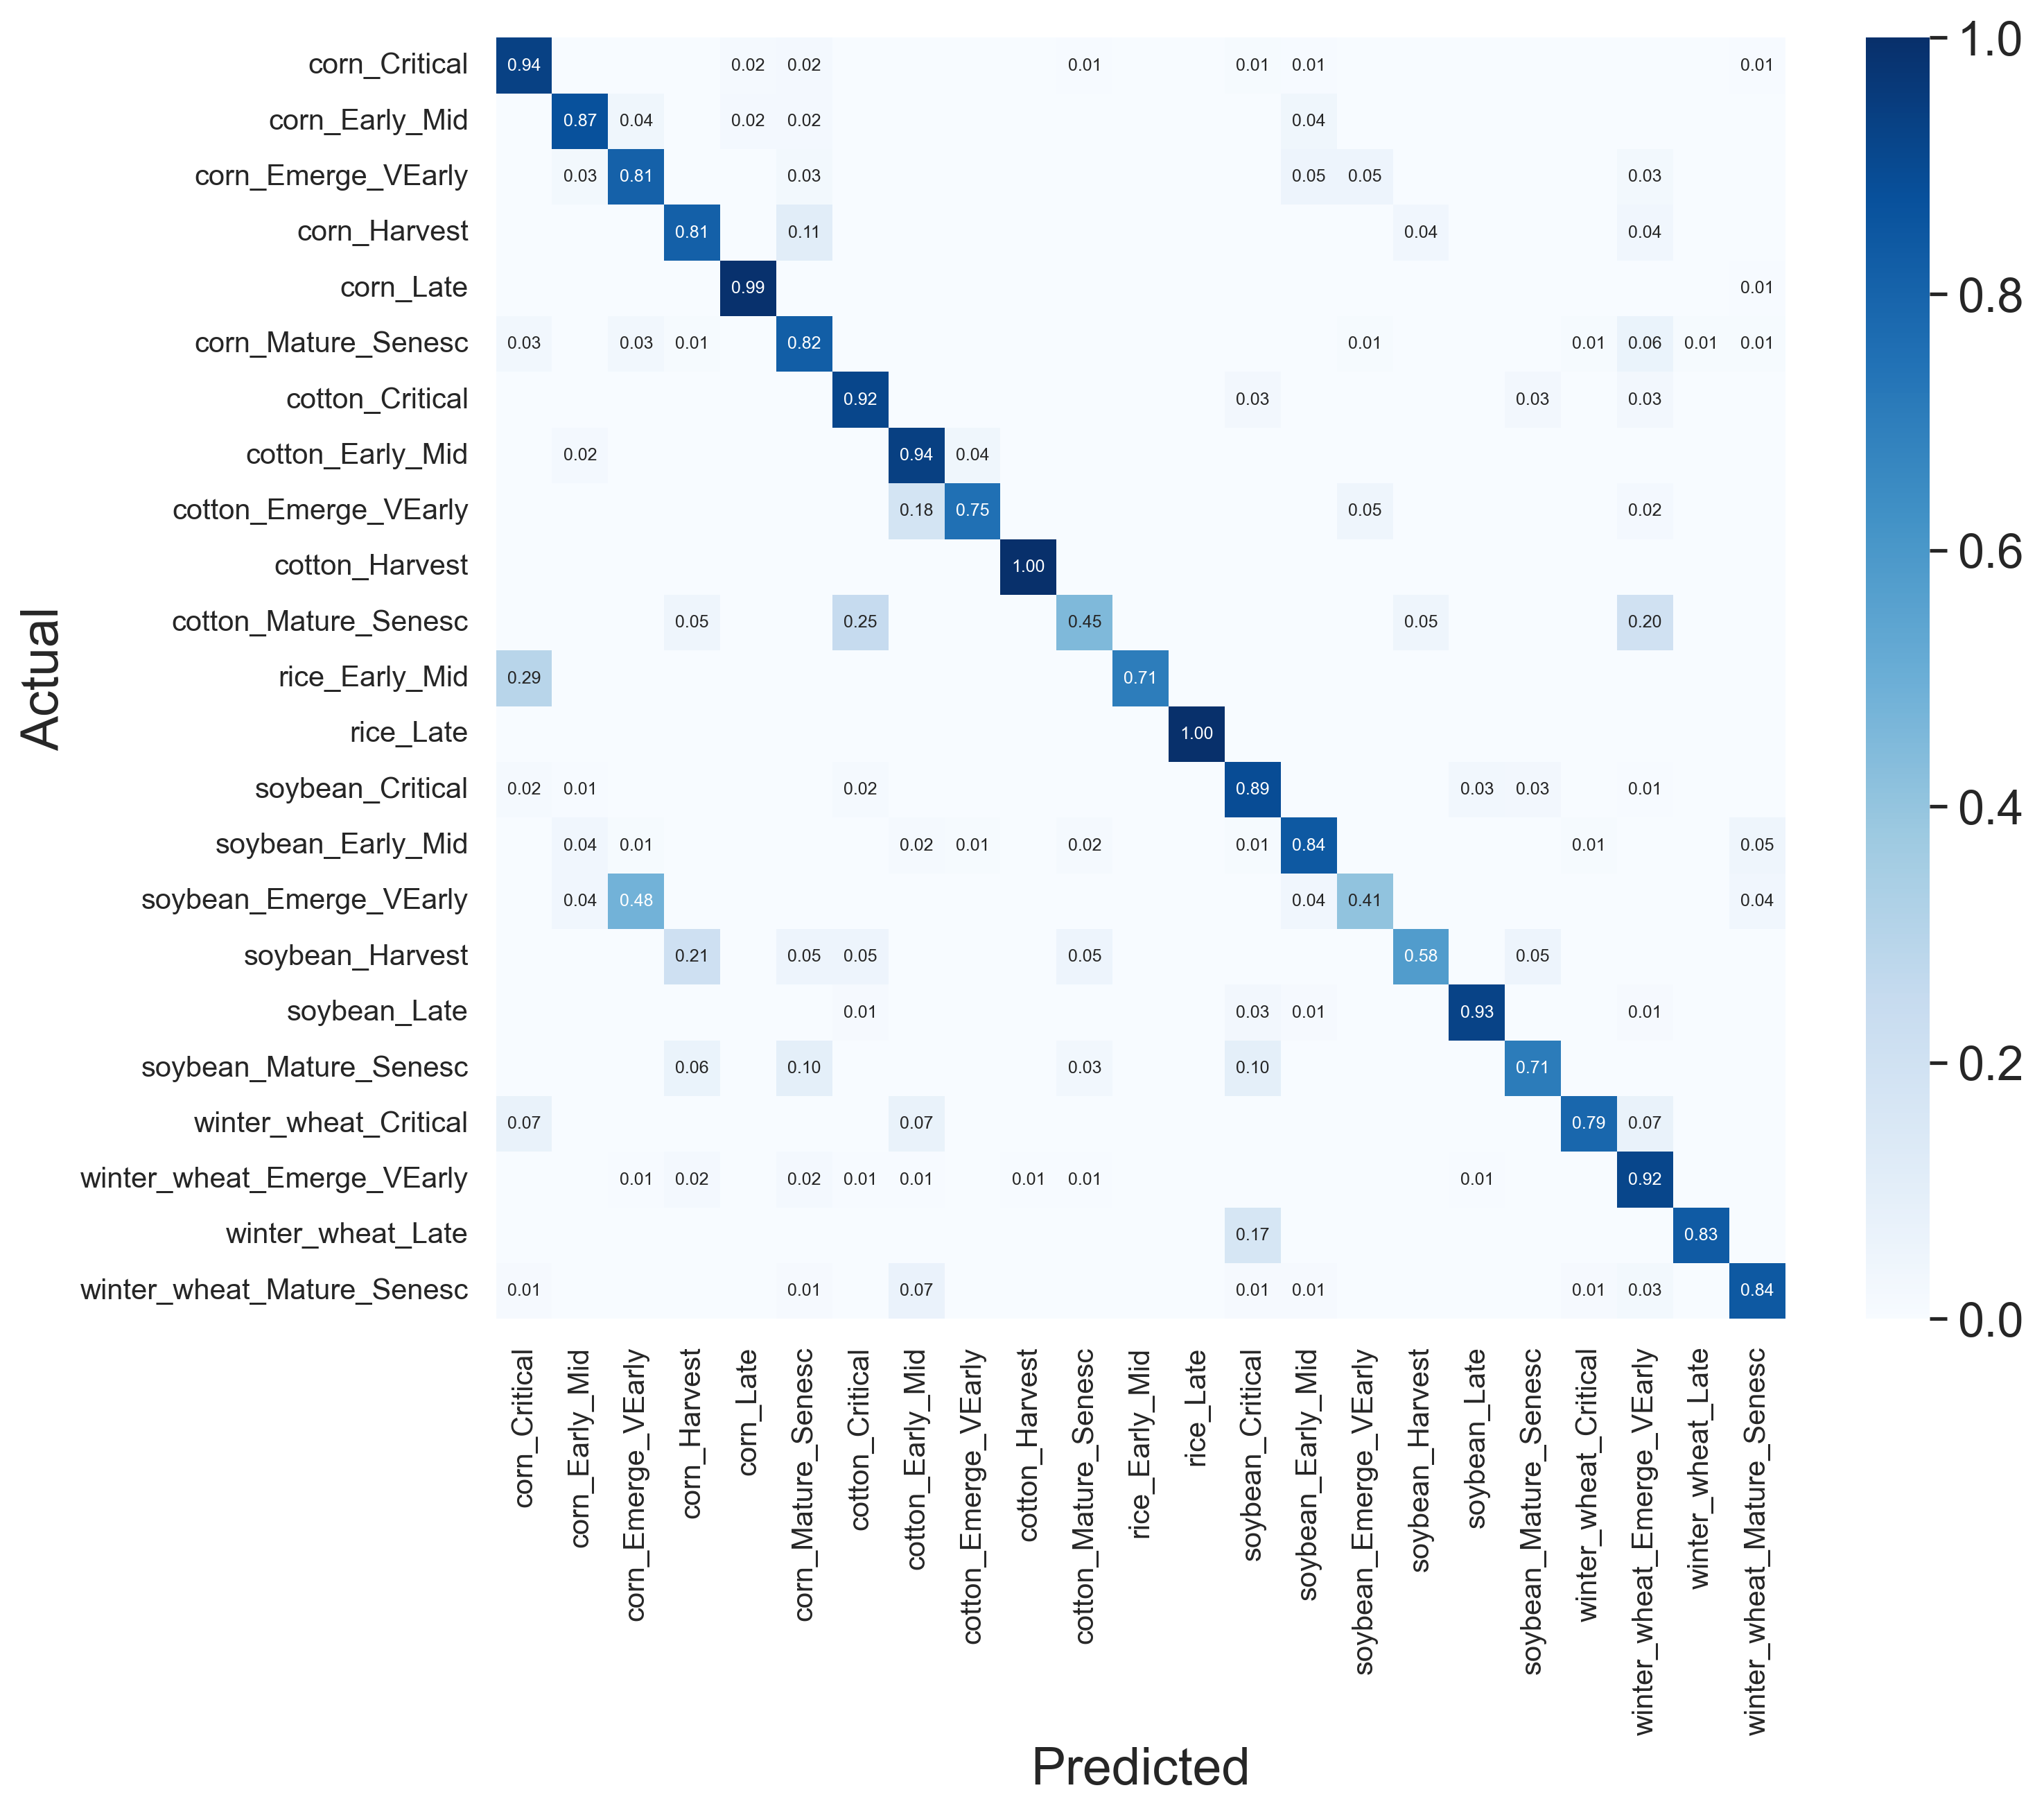 corn_Critical 0.94 0.02 0.02 0.01 0.01 0.01 0.01
corn_Early_Mid 0.87 0.04 0.02 0.02 0.04
corn_Emerge_VEarly 0.03 0.81 0.03 0.05 0.05 0.03
corn_Harvest 0.81 0.11 0.04 0.04
corn_Late 0.99 0.01
corn_Mature_Senesc 0.03 0.03 0.01 0.82 0.01 0.01 0.06 0.01 0.01
cotton_Critical 0.92 0.03 0.03 0.03
cotton_Early_Mid 0.02 0.94 0.04
cotton_Emerge_VEarly 0.18 0.75 0.05 0.02
cotton_Harvest 1.00
cotton_Mature_Senesc 0.05 0.25 0.45 0.05 0.20
rice_Early_Mid 0.29 0.71
rice_Late 1.00
soybean_Critical 0.02 0.01 0.02 0.89 0.03 0.03 0.01
soybean_Early_Mid 0.04 0.01 0.02 0.01 0.02 0.01 0.84 0.01 0.05
soybean_Emerge_VEarly 0.04 0.48 0.04 0.41 0.04
soybean_Harvest 0.21 0.05 0.05 0.05 0.58 0.05
soybean_Late 0.01 0.03 0.01 0.93 0.01
soybean_Mature_Senesc 0.06 0.10 0.03 0.10 0.71
winter_wheat_Critical 0.07 0.07 0.79 0.07
winter_wheat_Emerge_VEarly 0.01 0.02 0.02 0.01 0.01 0.01 0.01 0.01 0.92
winter_wheat_Late 0.17 0.83
winter_wheat_Mature_Senesc 0.01 0.01 0.07 0.01 0.01 0.01 0.03 0.84
Actual
corn_Critical
corn_Early_Mid
corn_Emerge_VEarly
corn_Harvest
corn_Late
corn_Mature_Senesc
cotton_Critical
cotton_Early_Mid
cotton_Emerge_VEarly
cotton_Harvest
cotton_Mature_Senesc
rice_Early_Mid
rice_Late
soybean_Critical
soybean_Early_Mid
soybean_Emerge_VEarly
soybean_Harvest
soybean_Late
soybean_Mature_Senesc
winter_wheat_Critical
winter_wheat_Emerge_VEarly
winter_wheat_Late
winter_wheat_Mature_Senesc
Predicted
1.0
0.8
0.6
0.4
0.2
0.0